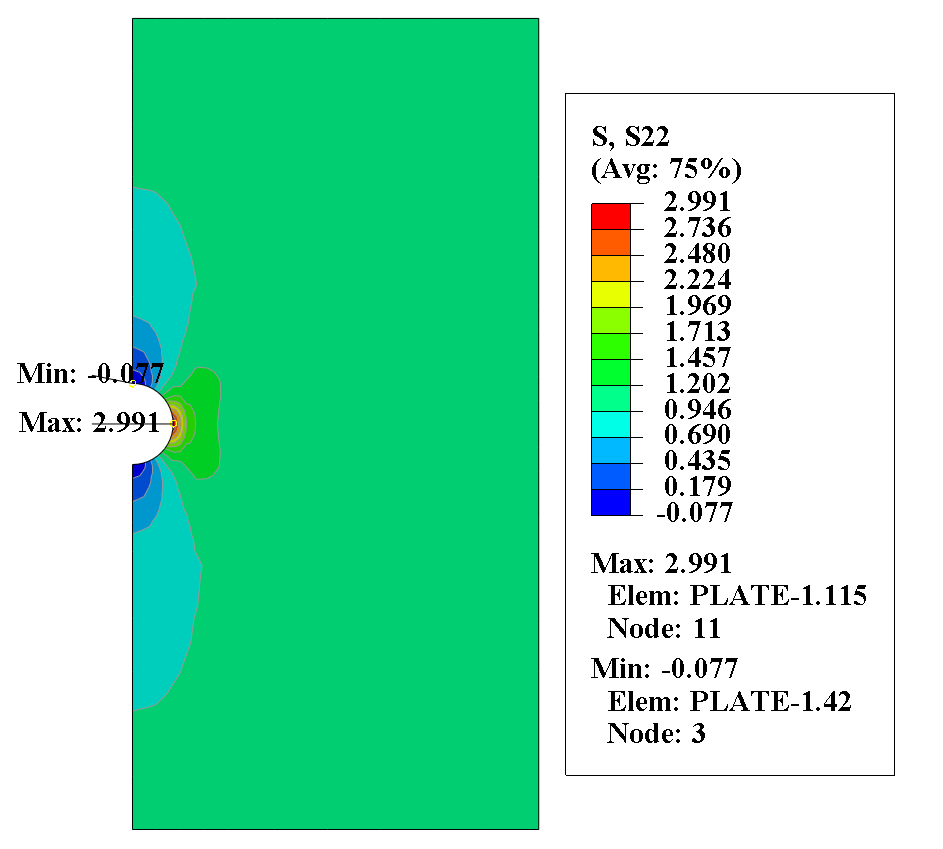 Min: -0.077
Max: 2.991
S, S22
(Avg: 75%)
2.991
2.736
2.480
2.224
1.969
1.713
1.457
1.202
0.946
0.690
0.435
0.179
-0.077
Max: 2.991
Elem: PLATE-1.115
Node: 11
Min: -0.077
Elem: PLATE-1.42
Node: 3